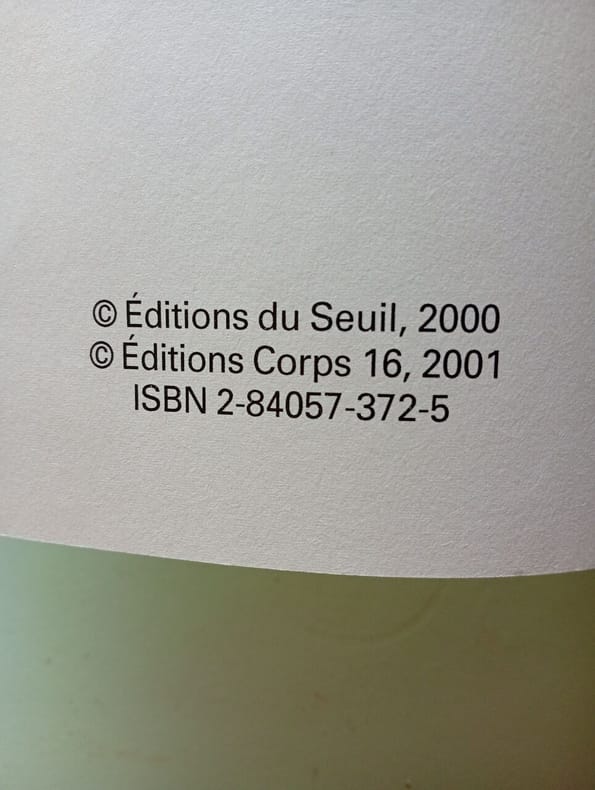 © Éditions du Seuil, 2000
© Éditions Corps 16, 2001
ISBN 2-84057-372-5